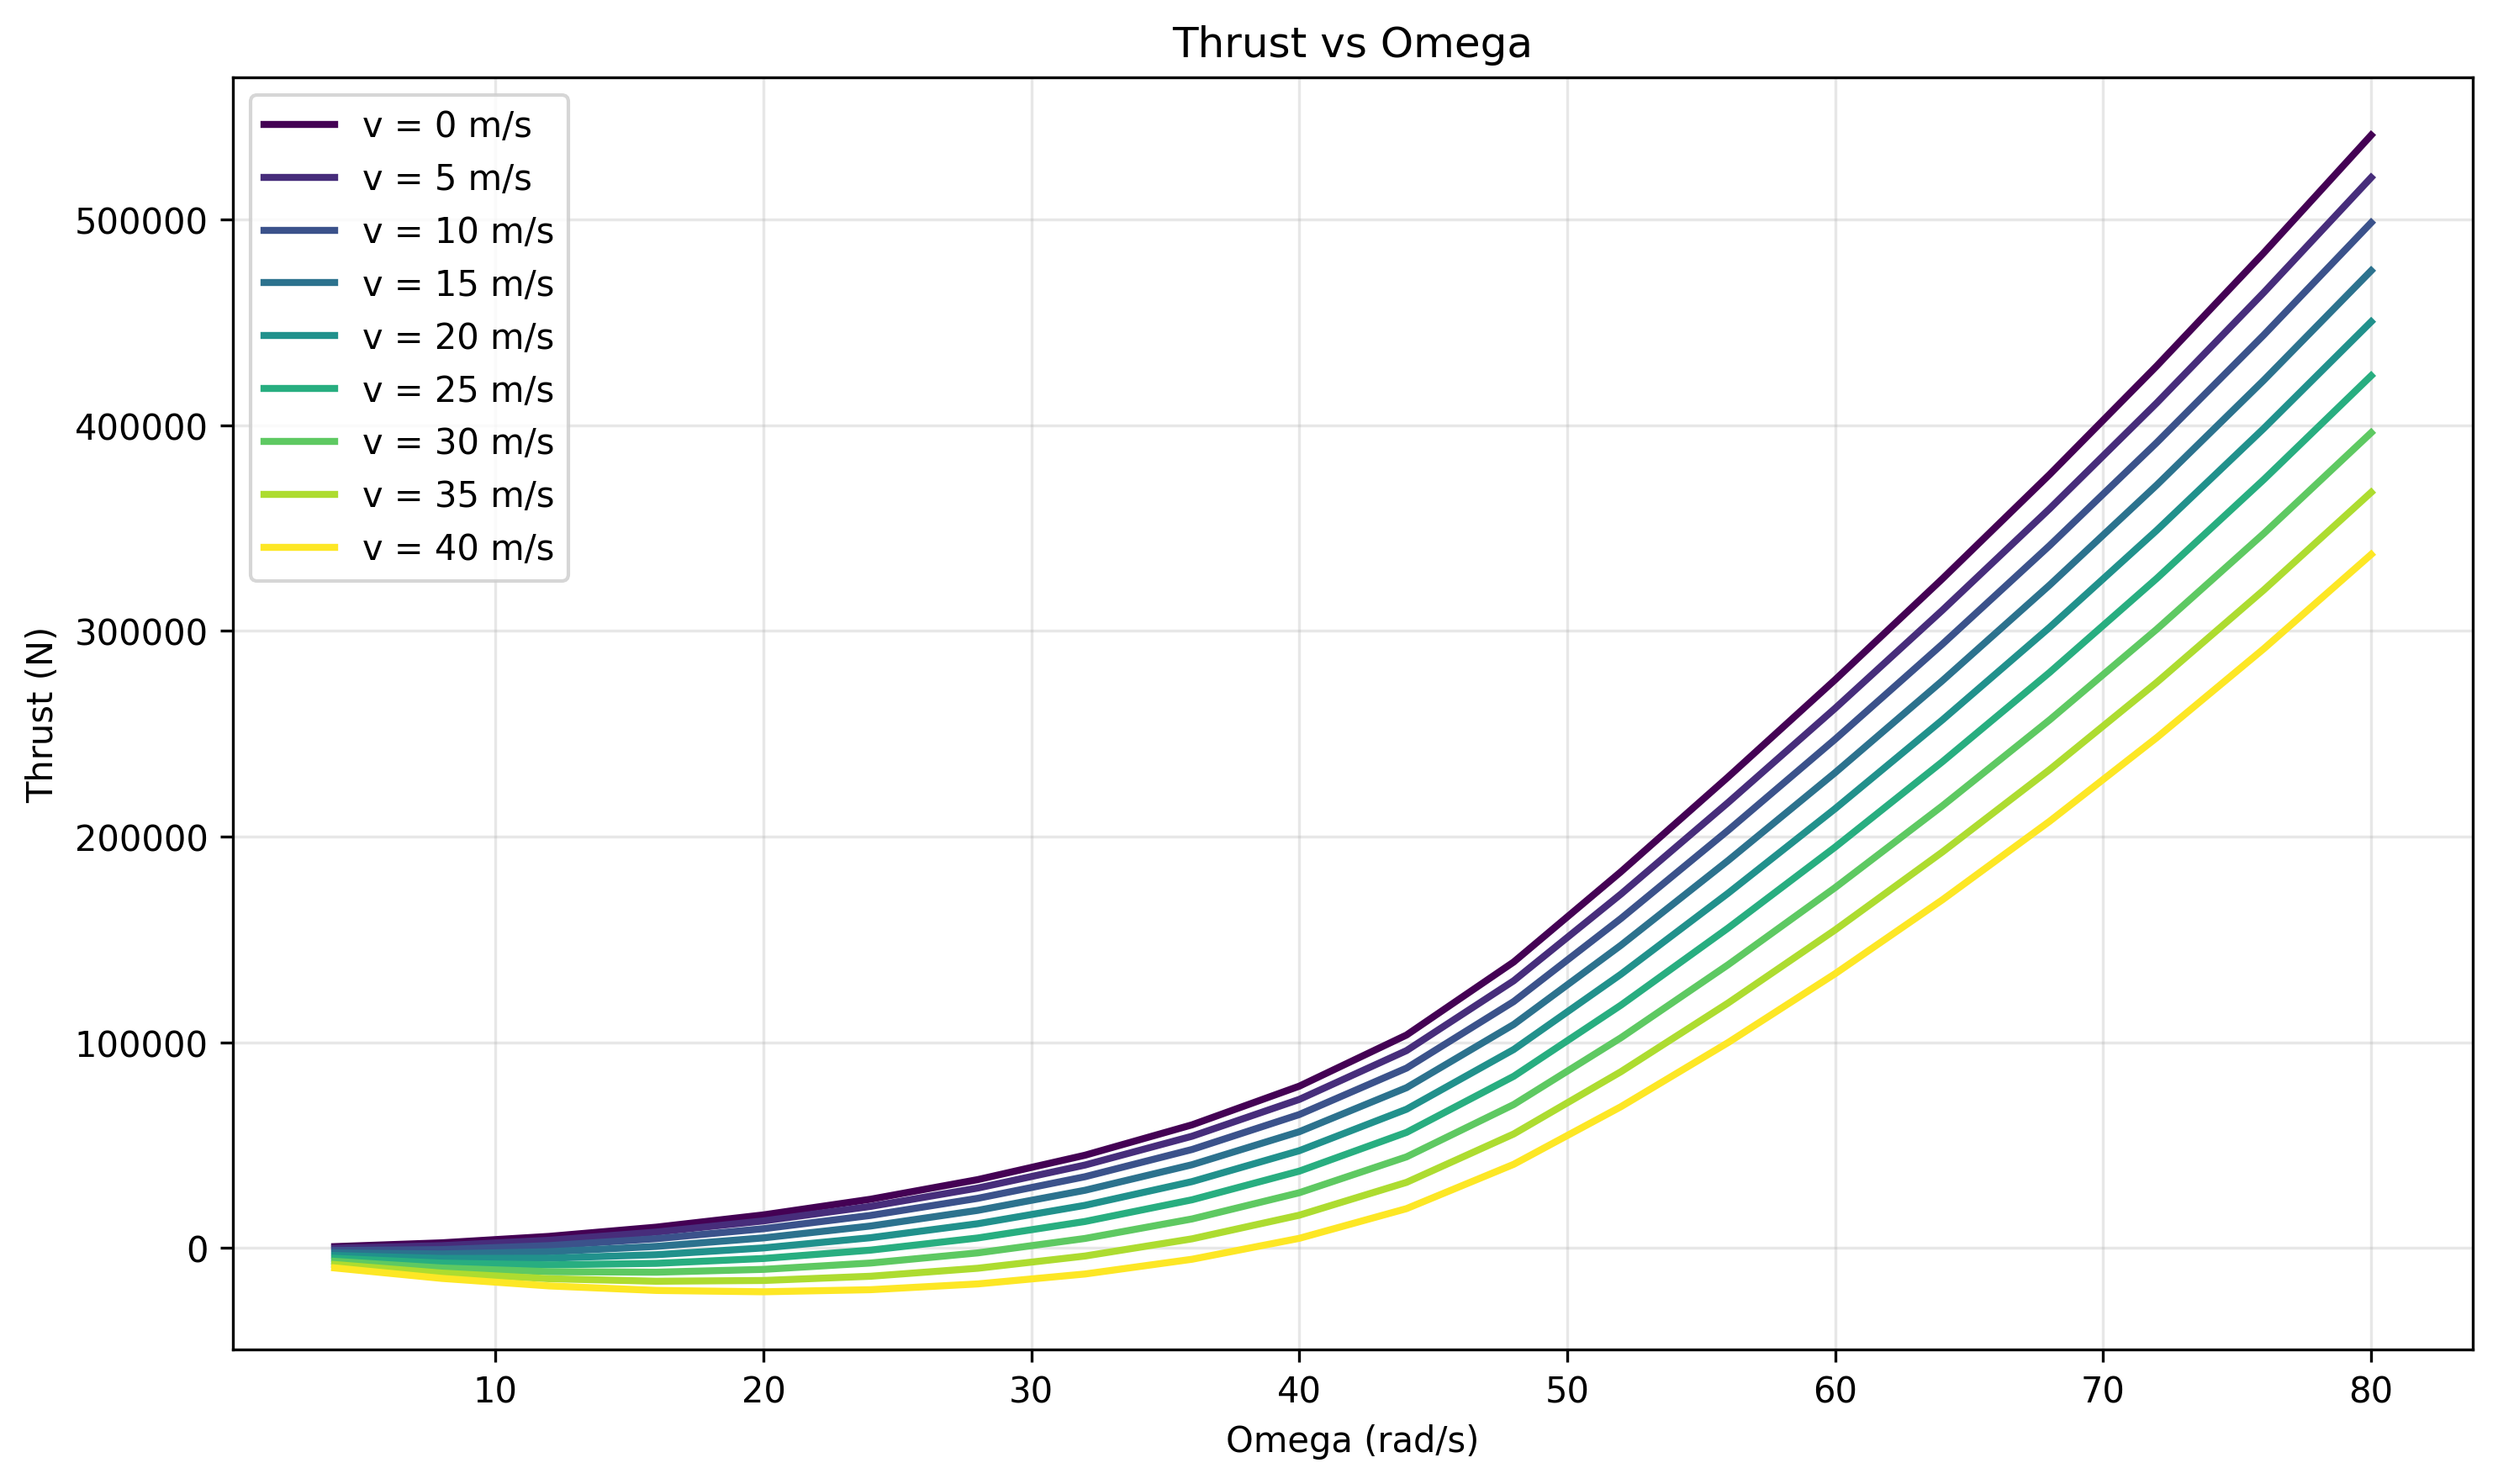 Thrust vs Omega
v = 0 m/s
v = 5 m/s
v = 10 m/s
v = 15 m/s
v = 20 m/s
v = 25 m/s
v = 30 m/s
v = 35 m/s
v = 40 m/s
Thrust (N)
500000
400000
300000
200000
100000
0
10 20 30 40 50 60 70 80
Omega (rad/s)